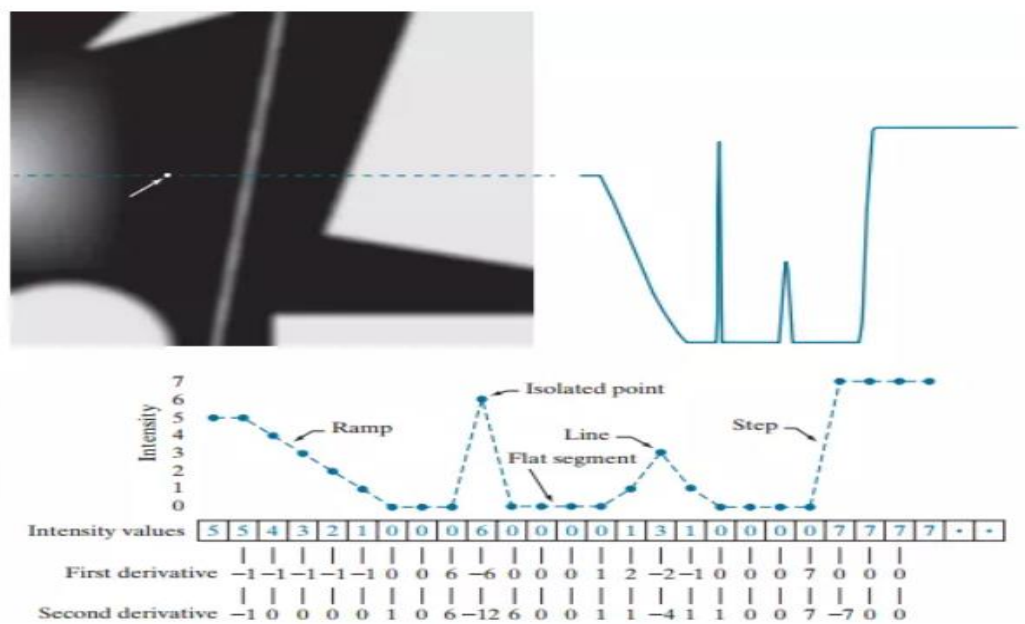 7
6
5
4
3
2
1
0
Intensity
Isolated point
Ramp
Line
Step
Flat segment
Intensity values 5 5 4 3 2 1 0 0 0 6 0 0 0 0 1 3 1 0 0 0 0 7 7 7 7 · ·
First derivative −1 −1 −1 −1 −1 0 0 6 −6 0 0 0 1 2 −2 −1 0 0 0 7 0 0 0
Second derivative −1 0 0 0 0 1 0 6 −12 6 0 0 1 1 −4 1 1 0 0 7 −7 0 0